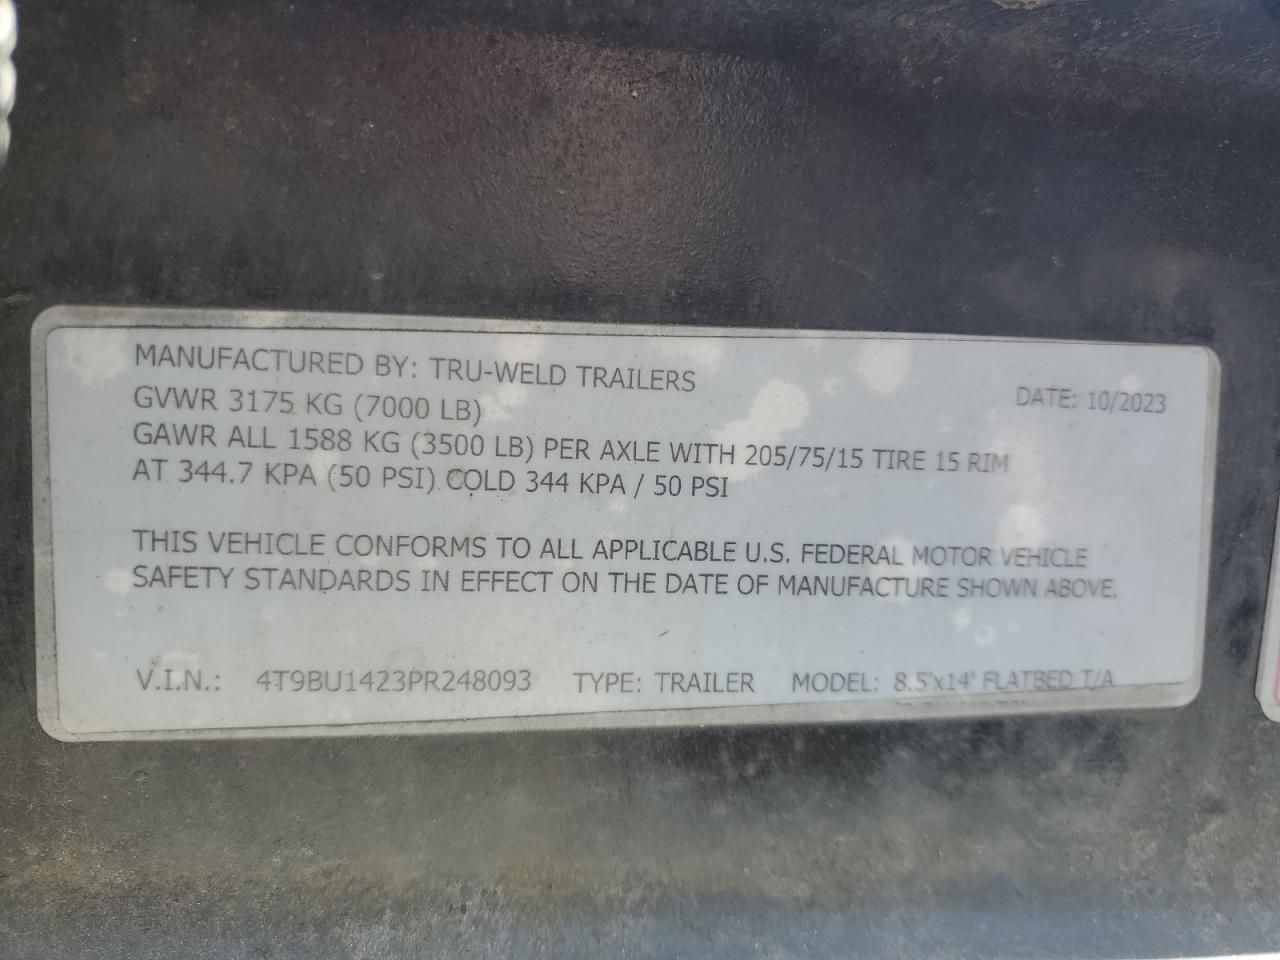 MANUFACTURED BY: TRU-WELD TRAILERS
GVWR 3175 KG (7000 LB)
DATE: 10/2023
GAWR ALL 1588 KG (3500 LB) PER AXLE WITH 205/75/15 TIRE 15 RIM
AT 344.7 KPA (50 PSI) COLD 344 KPA / 50 PSI
THIS VEHICLE CONFORMS TO ALL APPLICABLE U.S. FEDERAL MOTOR VEHICLE
SAFETY STANDARDS IN EFFECT ON THE DATE OF MANUFACTURE SHOWN ABOVE.
V.I.N.: 4T9BU1423PR248093 TYPE: TRAILER MODEL: 8.5'x14' FLATBED T/A